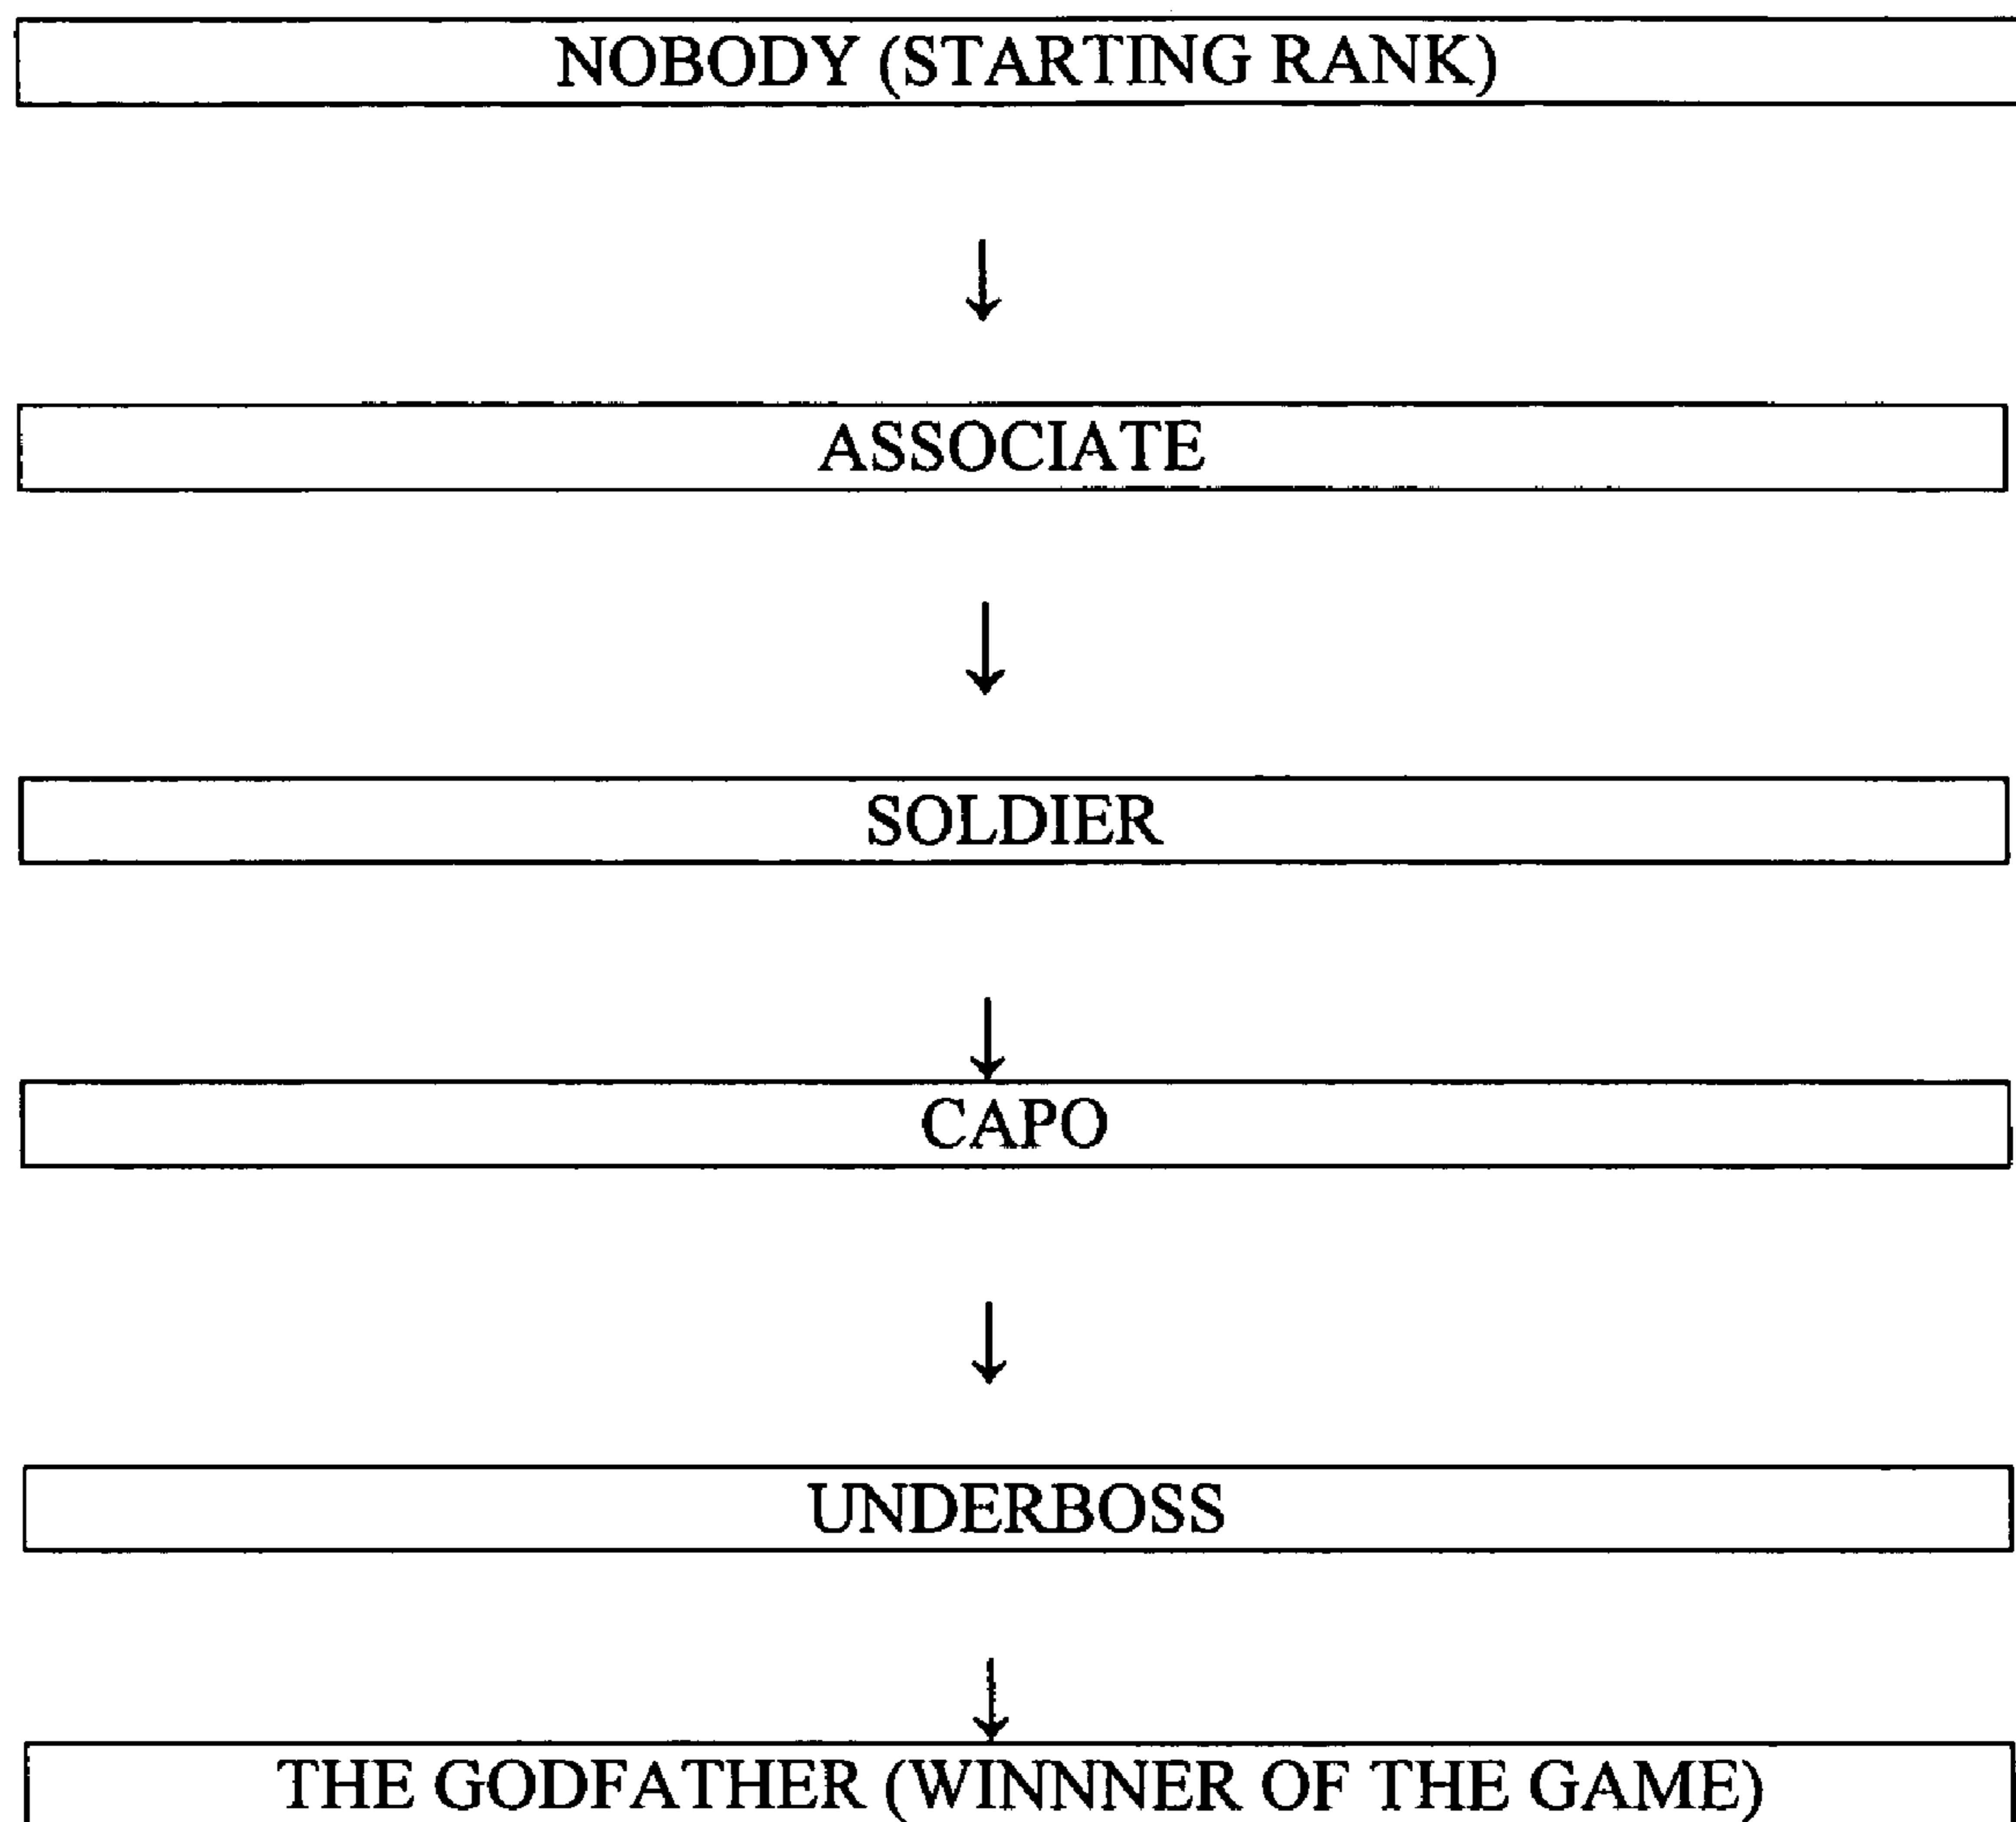 NOBODY (STARTING RANK)
ASSOCIATE
SOLDIER
CAPO
UNDERBOSS
THE GODFATHER (WINNNER OF THE GAME)